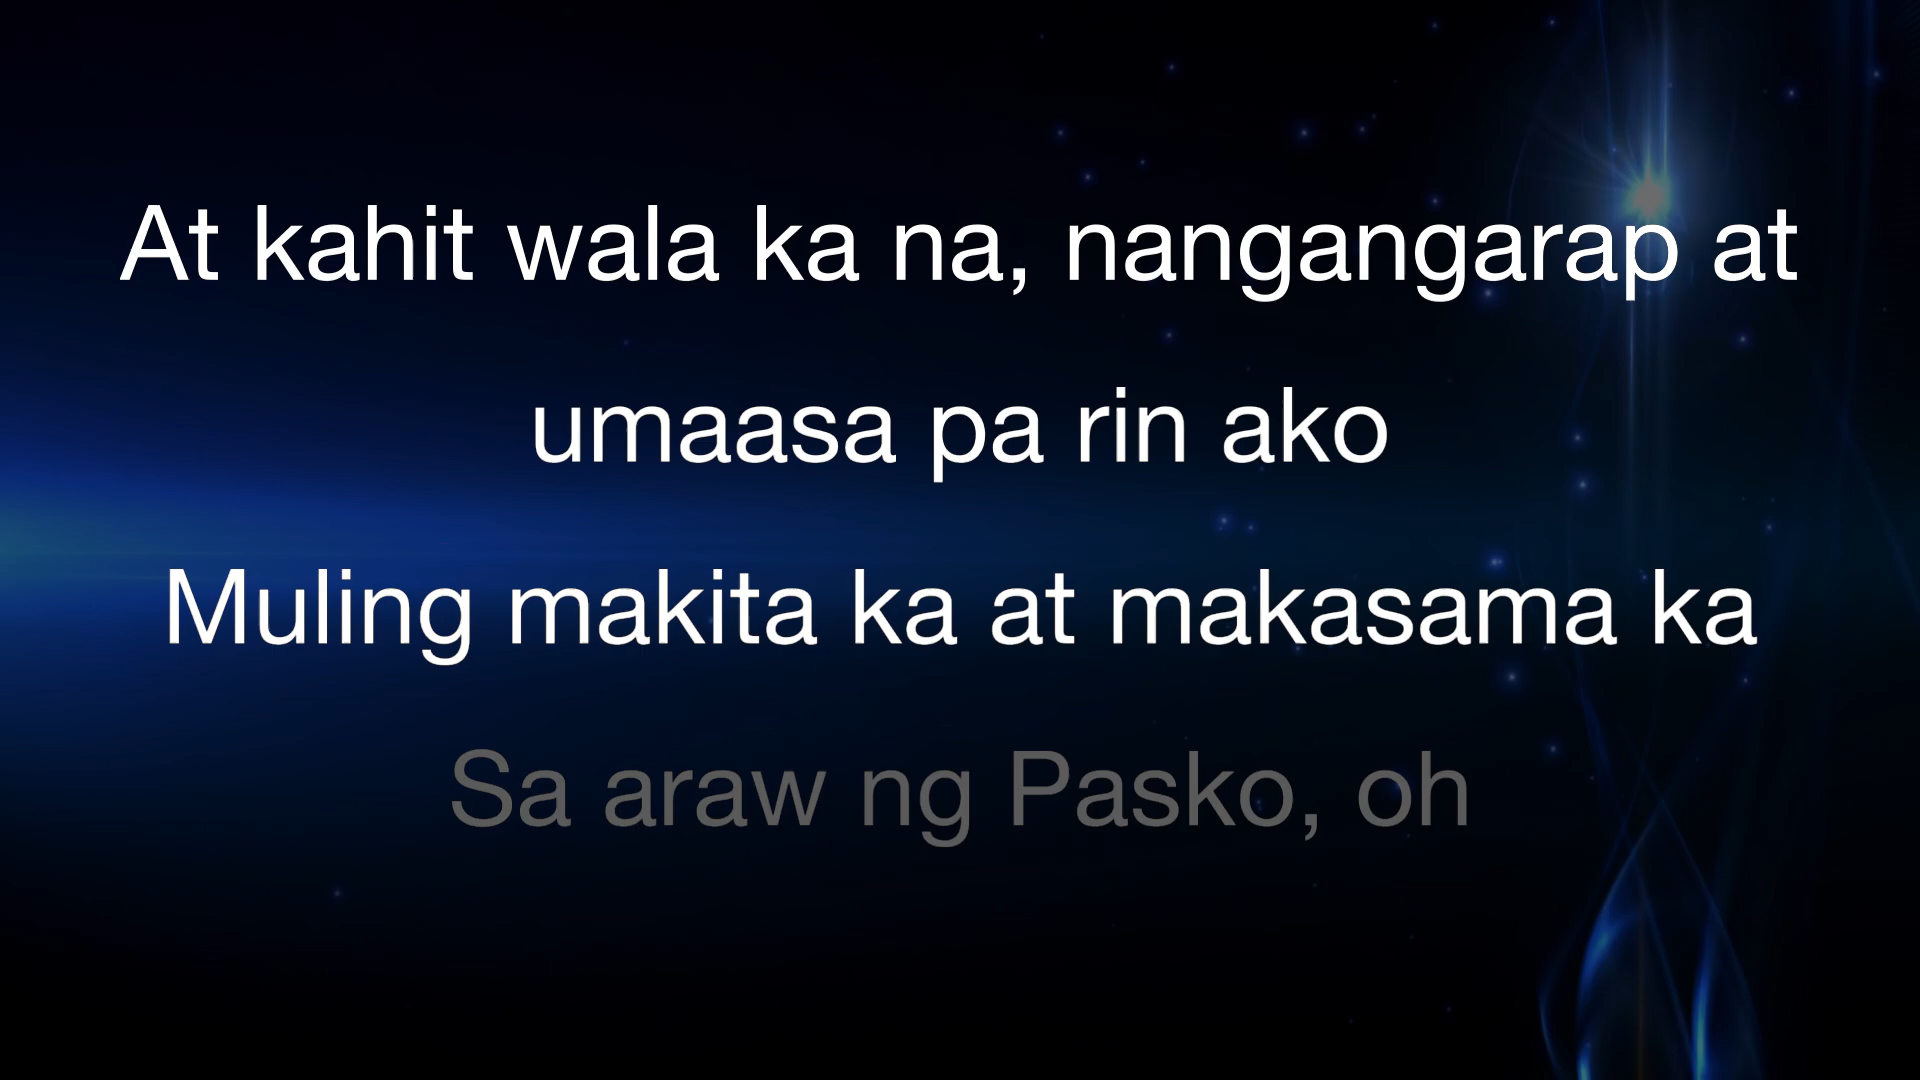 At kahit wala ka na, nangangarap at
umaasa pa rin ako
Muling makita ka at makasama ka
Sa araw ng Pasko, oh